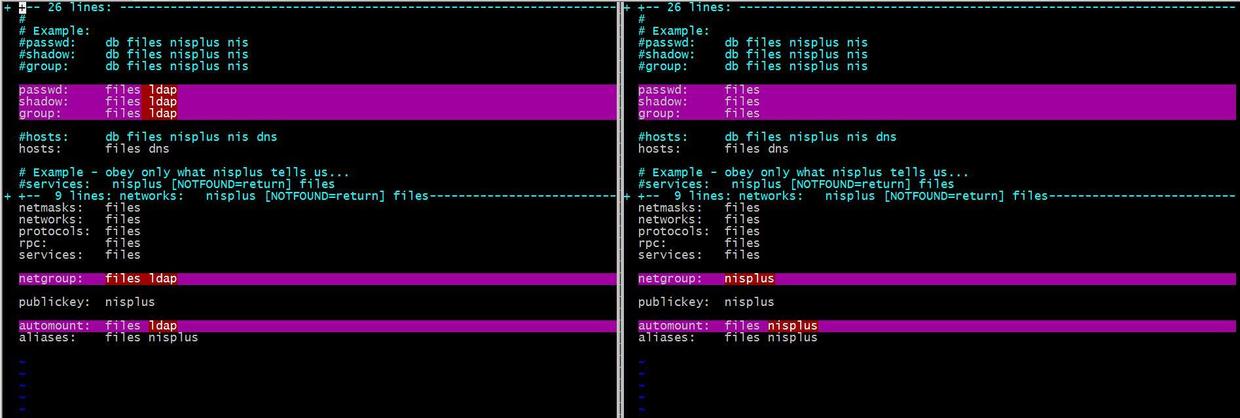 + +-- 26 lines: ----------------------------------------------------------------------
#
# Example:
#passwd:    db files nisplus nis
#shadow:    db files nisplus nis
#group:     db files nisplus nis
passwd:     files ldap
shadow:     files ldap
group:      files ldap
#hosts:     db files nisplus nis dns
hosts:      files dns
# Example - obey only what nisplus tells us...
#services:   nisplus [NOTFOUND=return] files
+ +--  9 lines: networks:   nisplus [NOTFOUND=return] files--------------------------
netmasks:   files
networks:   files
protocols:  files
rpc:        files
services:   files
netgroup:   files ldap
publickey:  nisplus
automount:  files ldap
aliases:    files nisplus
~
~
~
~
~
+ +-- 26 lines: ----------------------------------------------------------------------
#
# Example:
#passwd:    db files nisplus nis
#shadow:    db files nisplus nis
#group:     db files nisplus nis
passwd:     files
shadow:     files
group:      files
#hosts:     db files nisplus nis dns
hosts:      files dns
# Example - obey only what nisplus tells us...
#services:   nisplus [NOTFOUND=return] files
+ +--  9 lines: networks:   nisplus [NOTFOUND=return] files--------------------------
netmasks:   files
networks:   files
protocols:  files
rpc:        files
services:   files
netgroup:   nisplus
publickey:  nisplus
automount:  files nisplus
aliases:    files nisplus
~
~
~
~
~